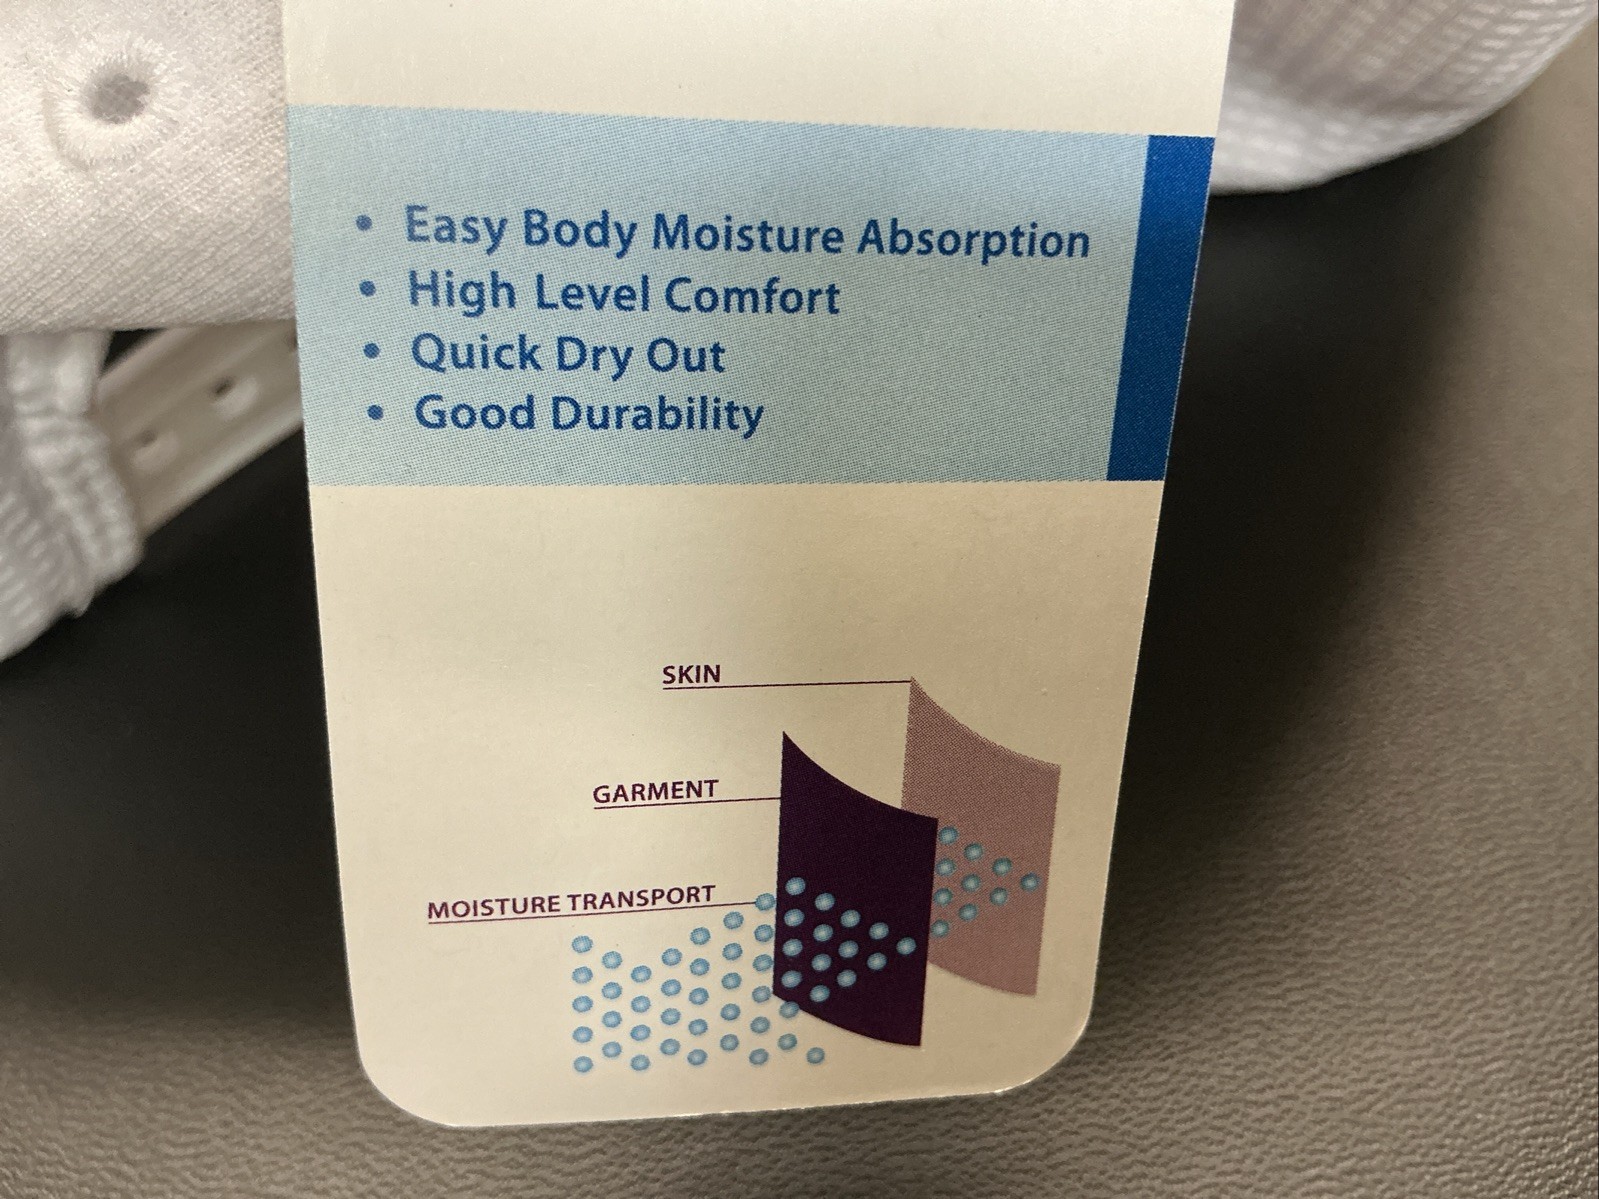 • Easy Body Moisture Absorption
• High Level Comfort
• Quick Dry Out
• Good Durability
SKIN
GARMENT
MOISTURE TRANSPORT